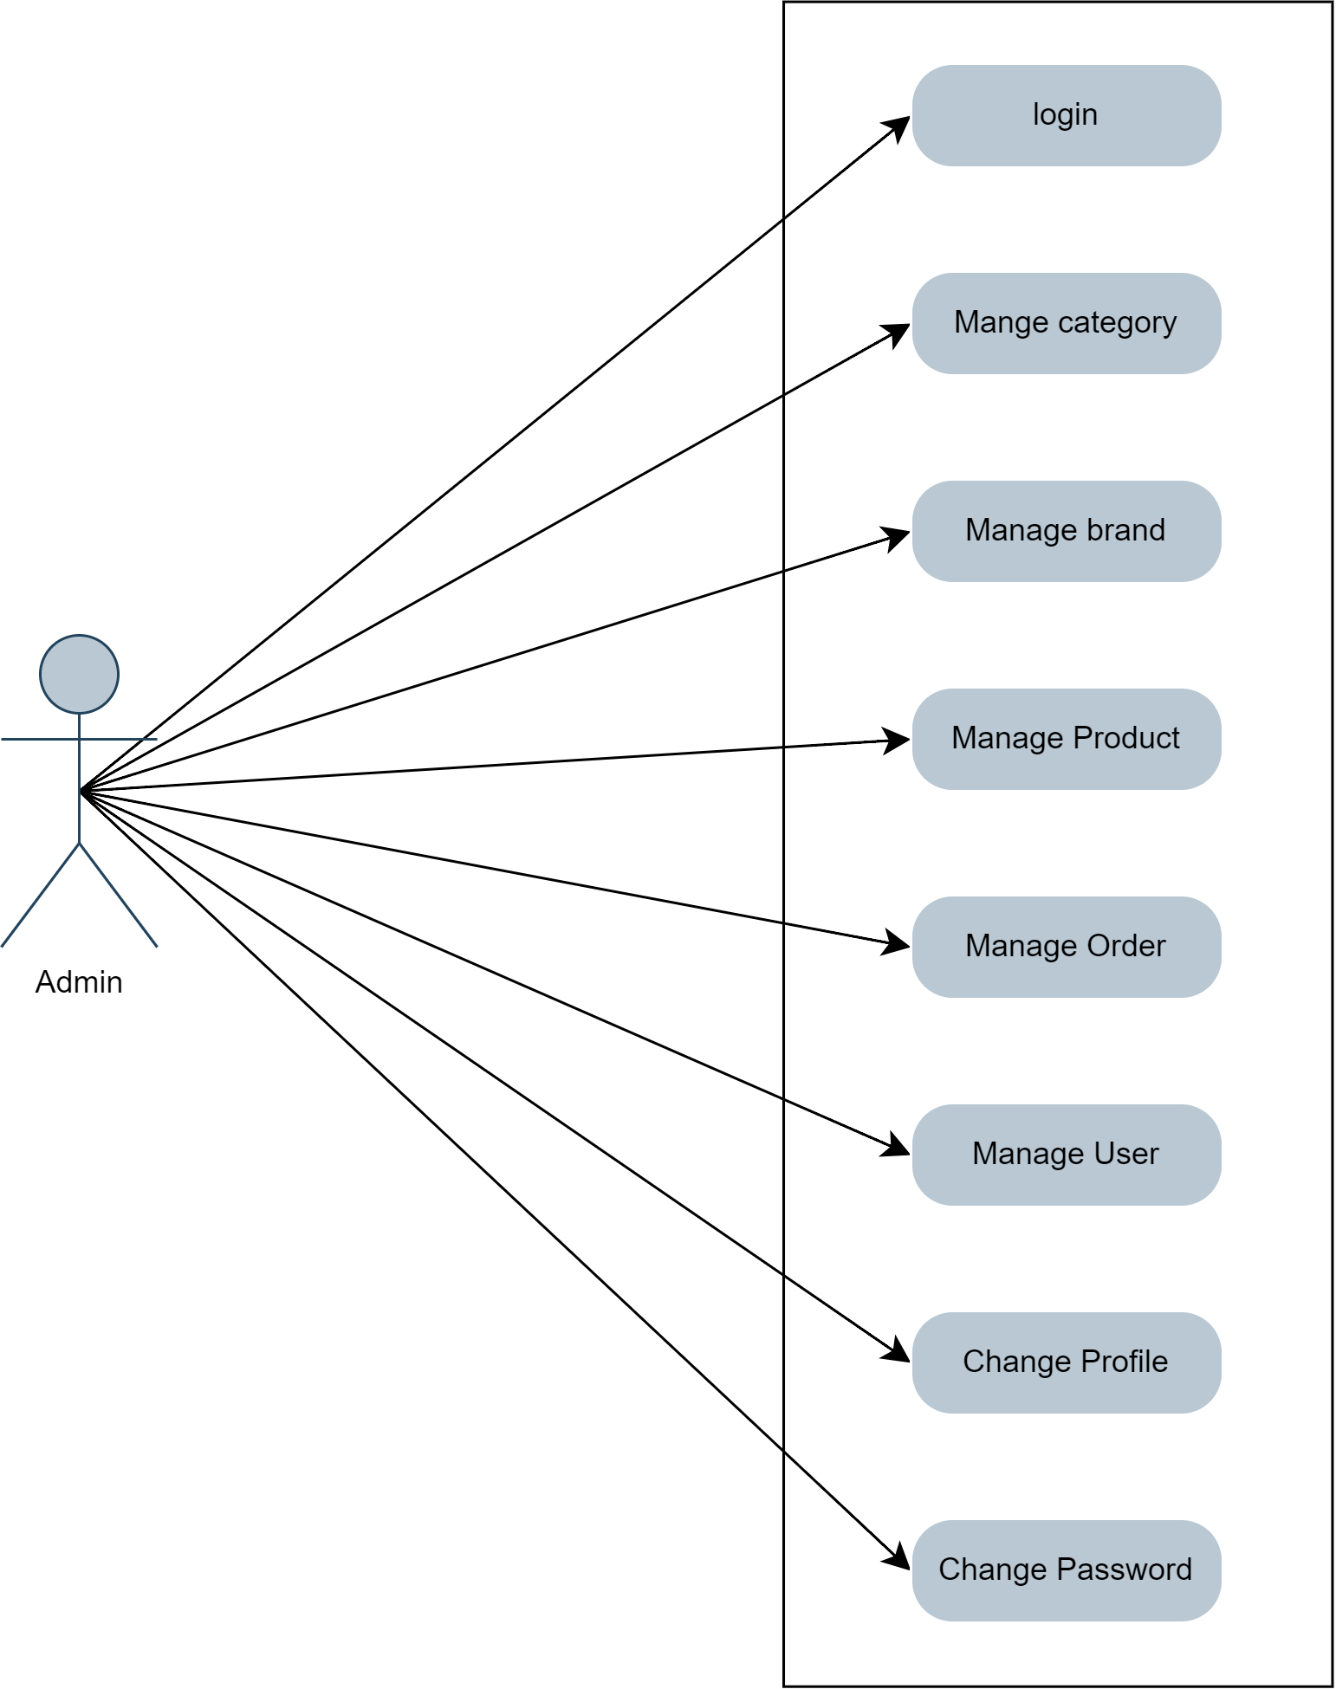 login
Mange category
Manage brand
Manage Product
Manage Order
Admin
Manage User
Change Profile
Change Password